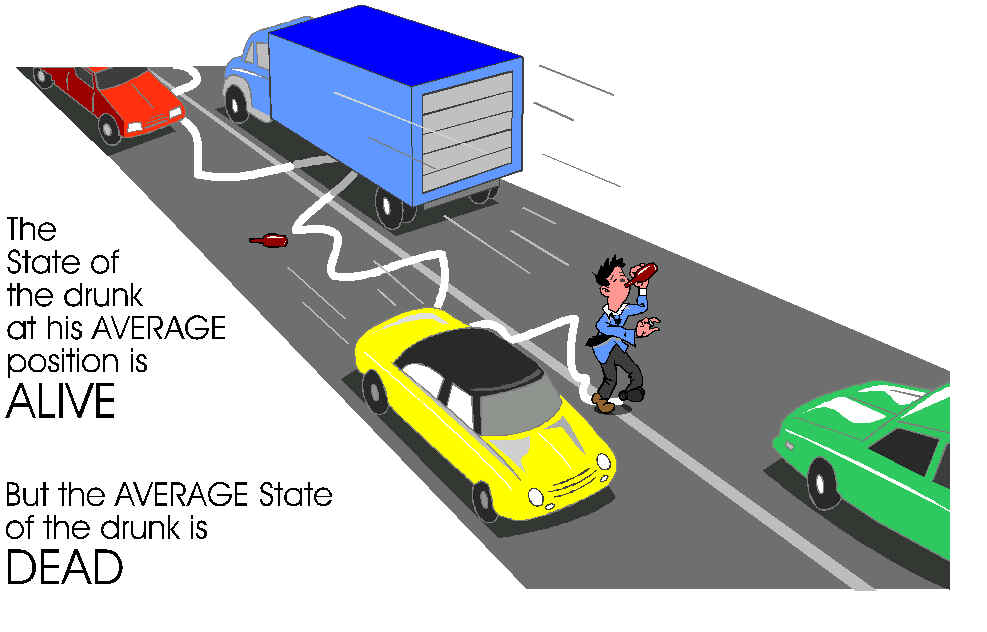 The
State of
the drunk
at his AVERAGE
position is
ALIVE
But the AVERAGE State
of the drunk is
DEAD